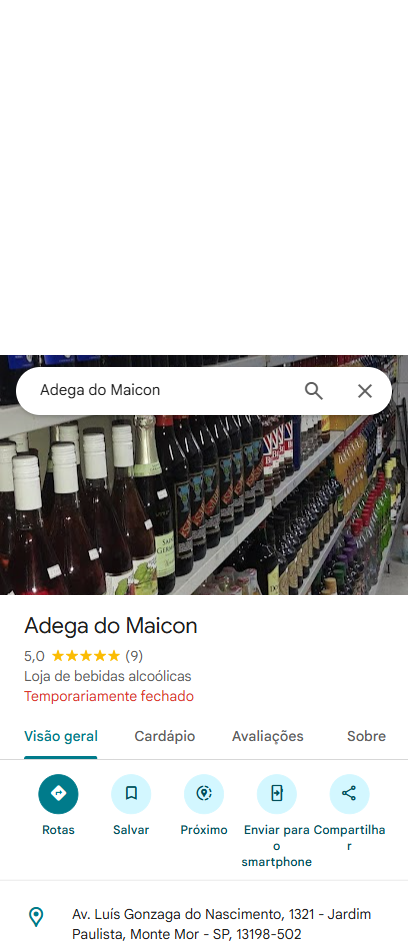 Adega do Maicon
Adega do Maicon
5,0 (9)
Loja de bebidas alcoólicas
Temporariamente fechado
Visão geral Cardápio Avaliações Sobre
Rotas Salvar Próximo Enviar para o smartphone Compartilhar
Av. Luís Gonzaga do Nascimento, 1321 - Jardim
Paulista, Monte Mor - SP, 13198-502